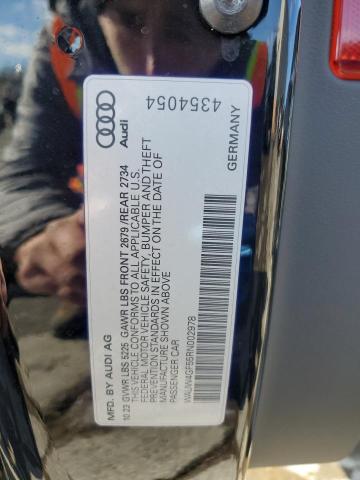 Audi
4354054
MFD. BY AUDI AG
GERMANY
10.22 GVWR LBS 5225 GAWR LBS FRONT 2679 /REAR 2734
THIS VEHICLE CONFORMS TO ALL APPLICABLE U.S.
FEDERAL MOTOR VEHICLE SAFETY, BUMPER AND THEFT
PREVENTION STANDARDS IN EFFECT ON THE DATE OF
MANUFACTURE SHOWN ABOVE.
PASSENGER CAR
WAUW4GF55RN002978